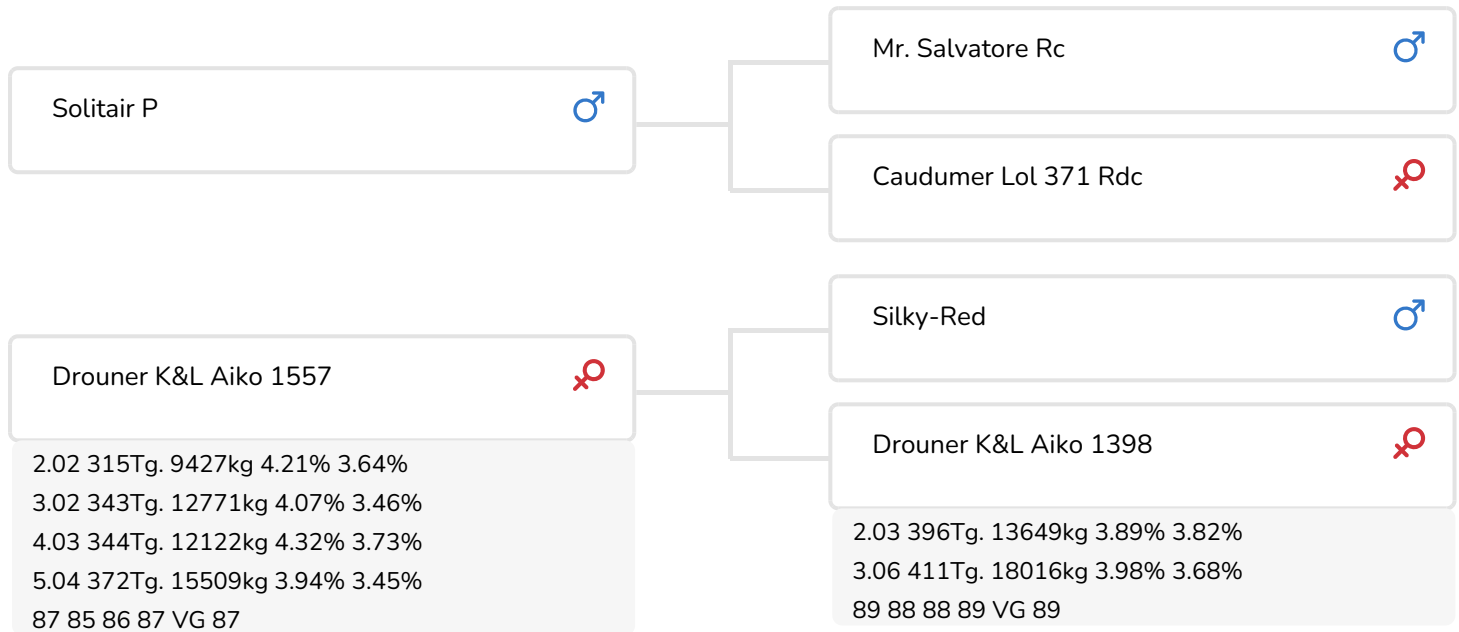 Mr. Salvatore Rc
Solitair P
Caudumer Lol 371 Rdc
Silky-Red
Drouner K&L Aiko 1557
2.02 315Tg. 9427kg 4.21% 3.64%
3.02 343Tg. 12771kg 4.07% 3.46%
4.03 344Tg. 12122kg 4.32% 3.73%
5.04 372Tg. 15509kg 3.94% 3.45%
87 85 86 87 VG 87
Drouner K&L Aiko 1398
2.03 396Tg. 13649kg 3.89% 3.82%
3.06 411Tg. 18016kg 3.98% 3.68%
89 88 88 89 VG 89